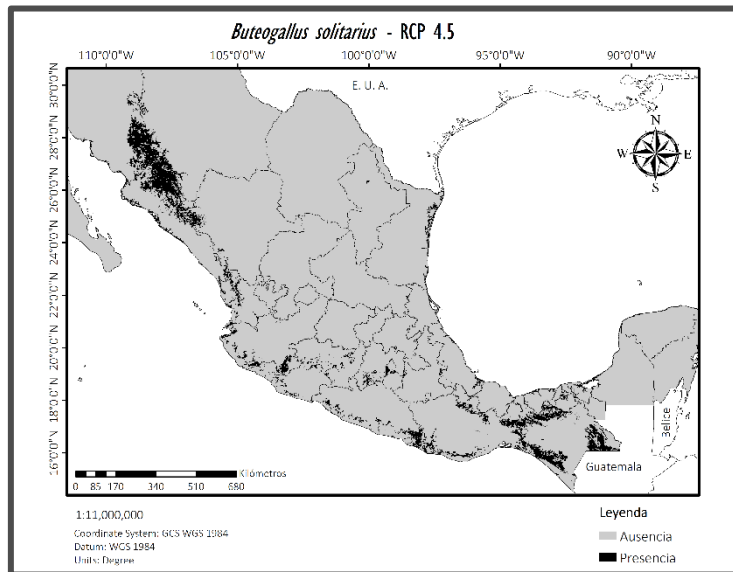 Buteogallus solitarius - RCP 4.5
110°0'0"W 105°0'0"W 100°0'0"W 95°0'0"W 90°0'0"W
E. U. A.
30°0'0"N
28°0'0"N
26°0'0"N
24°0'0"N
22°0'0"N
20°0'0"N
18°0'0"N
16°0'0"N
N
W E
S
Belice
Guatemala
Kilómetros
0 85 170 340 510 680
1:11,000,000
Coordinate System: GCS WGS 1984
Datum: WGS 1984
Units: Degree
Leyenda
Ausencia
Presencia